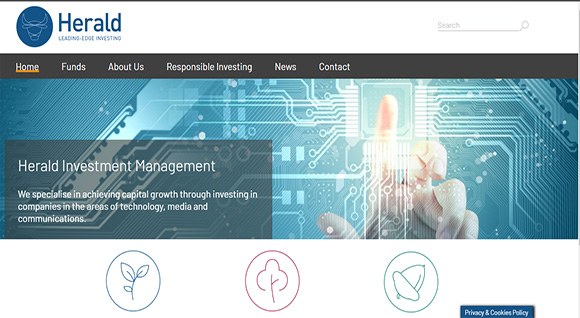 Herald
LEADING-EDGE INVESTING
Search
Home Funds About Us Responsible Investing News Contact
Herald Investment Management
We specialise in achieving capital growth through investing in
companies in the areas of technology, media and
communications.
Privacy & Cookies Policy